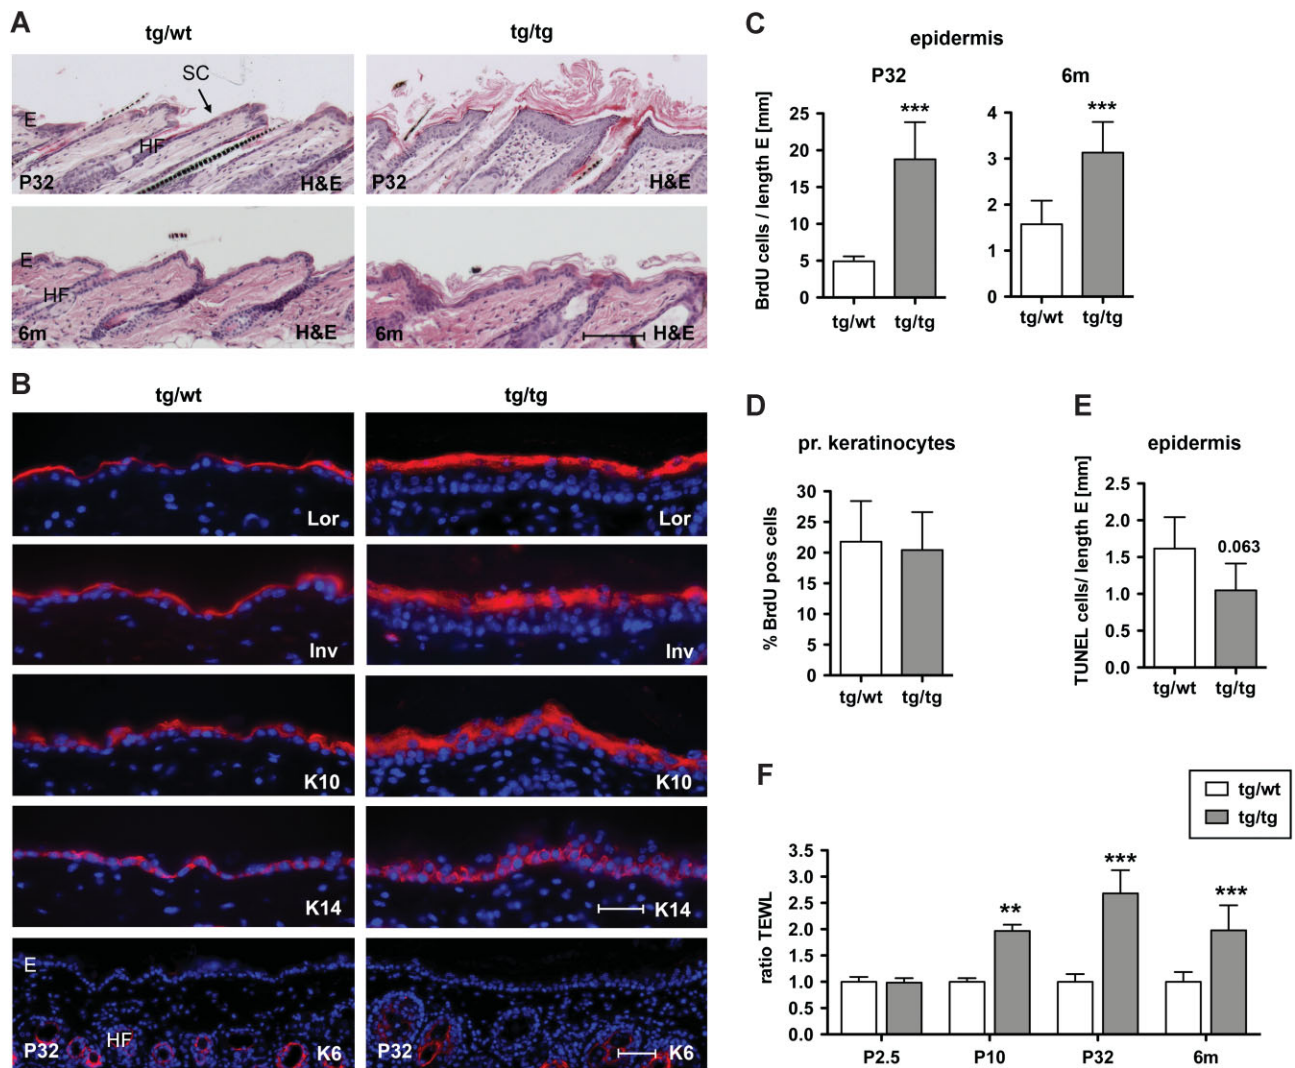 A
tg/wt
tg/tg
SC
E
HF
P32
H&E
P32
H&E
E
HF
6m
H&E
6m
H&E
B
tg/wt
tg/tg
Lor
Lor
Inv
Inv
K10
K10
K14
K14
E
HF
P32
K6
P32
K6
C
epidermis
P32
6m
BrdU cells / length E [mm]
25
20
15
10
5
0
***
tg/wt
tg/tg
4
3
2
1
0
***
tg/wt
tg/tg
D
pr. keratinocytes
% BrdU pos cells
30
25
20
15
10
5
0
tg/wt
tg/tg
E
epidermis
TUNEL cells/ length E [mm]
2.5
2.0
1.5
1.0
0.5
0.0
0.063
tg/wt
tg/tg
F
tg/wt
tg/tg
ratio TEWL
3.5
3.0
2.5
2.0
1.5
1.0
0.5
0.0
**
***
***
P2.5
P10
P32
6m